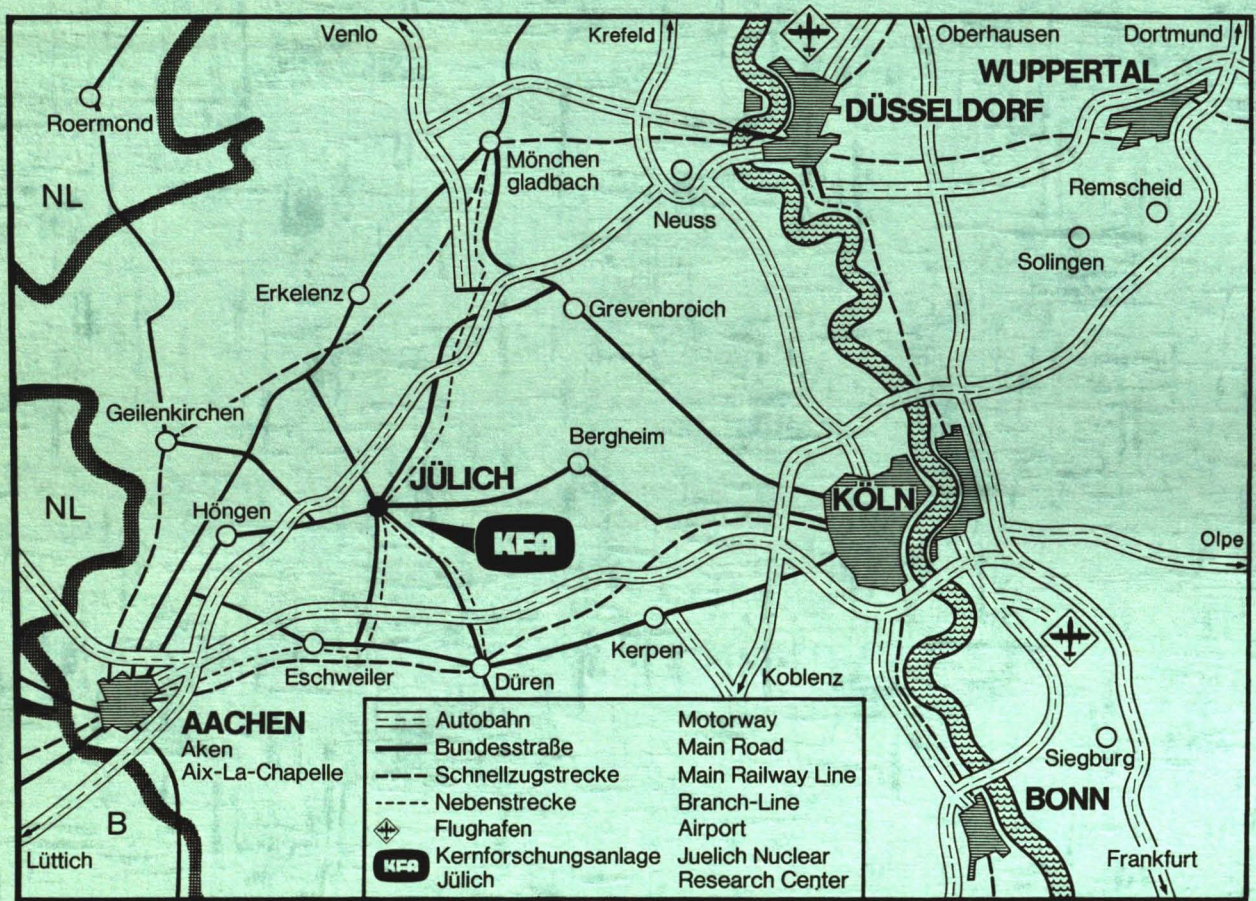 Venlo
Krefeld
Oberhausen
Dortmund
WUPPERTAL
DÜSSELDORF
Roermond
NL
Mönchen
gladbach
Neuss
Remscheid
Solingen
Erkelenz
Grevenbroich
Geilenkirchen
Bergheim
JÜLICH
KÖLN
NL
Höngen
KFA
Olpe
Kerpen
Koblenz
Eschweiler
Düren
AACHEN
Aken
Aix-La-Chapelle
Siegburg
BONN
B
Lüttich
Frankfurt
Autobahn Motorway
Bundesstraße Main Road
Schnellzugstrecke Main Railway Line
Nebenstrecke Branch-Line
Flughafen Airport
KFA Kernforschungsanlage Juelich Nuclear
Jülich Research Center